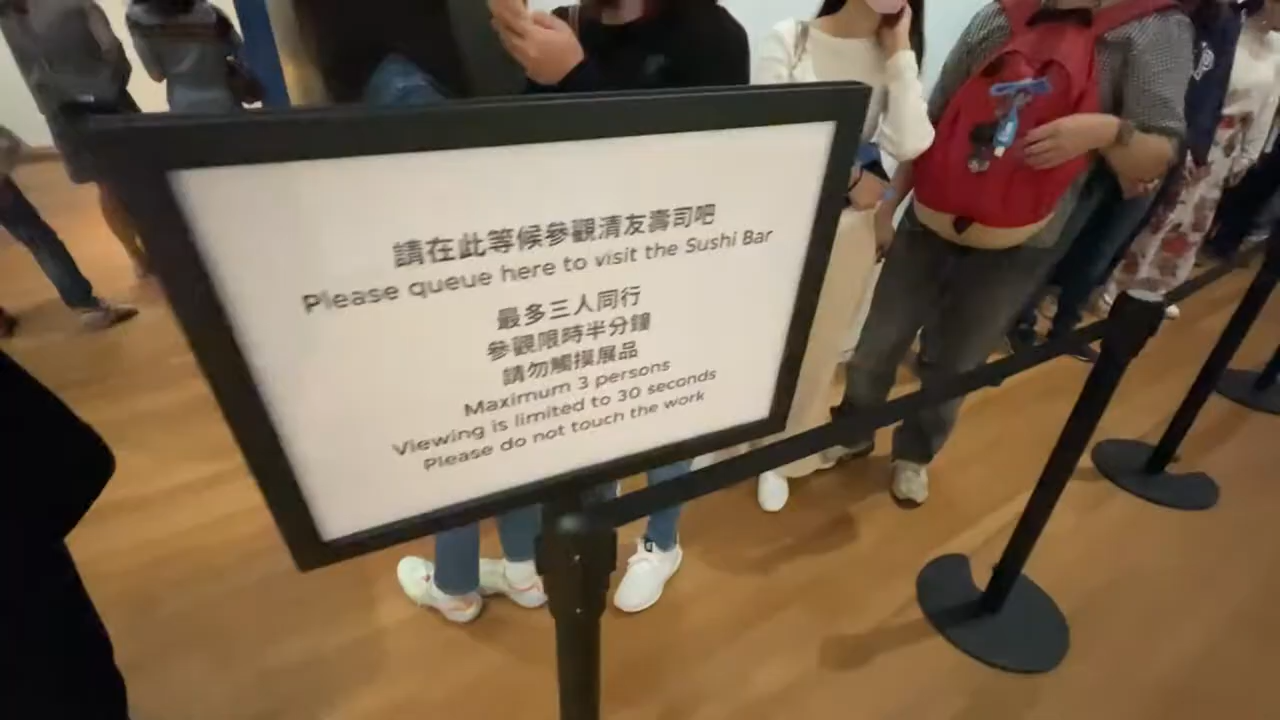 請在此等候參觀清友壽司吧
Please queue here to visit the Sushi Bar
最多三人同行
參觀限時半分鐘
請勿觸摸展品
Maximum 3 persons
Viewing is limited to 30 seconds
Please do not touch the work